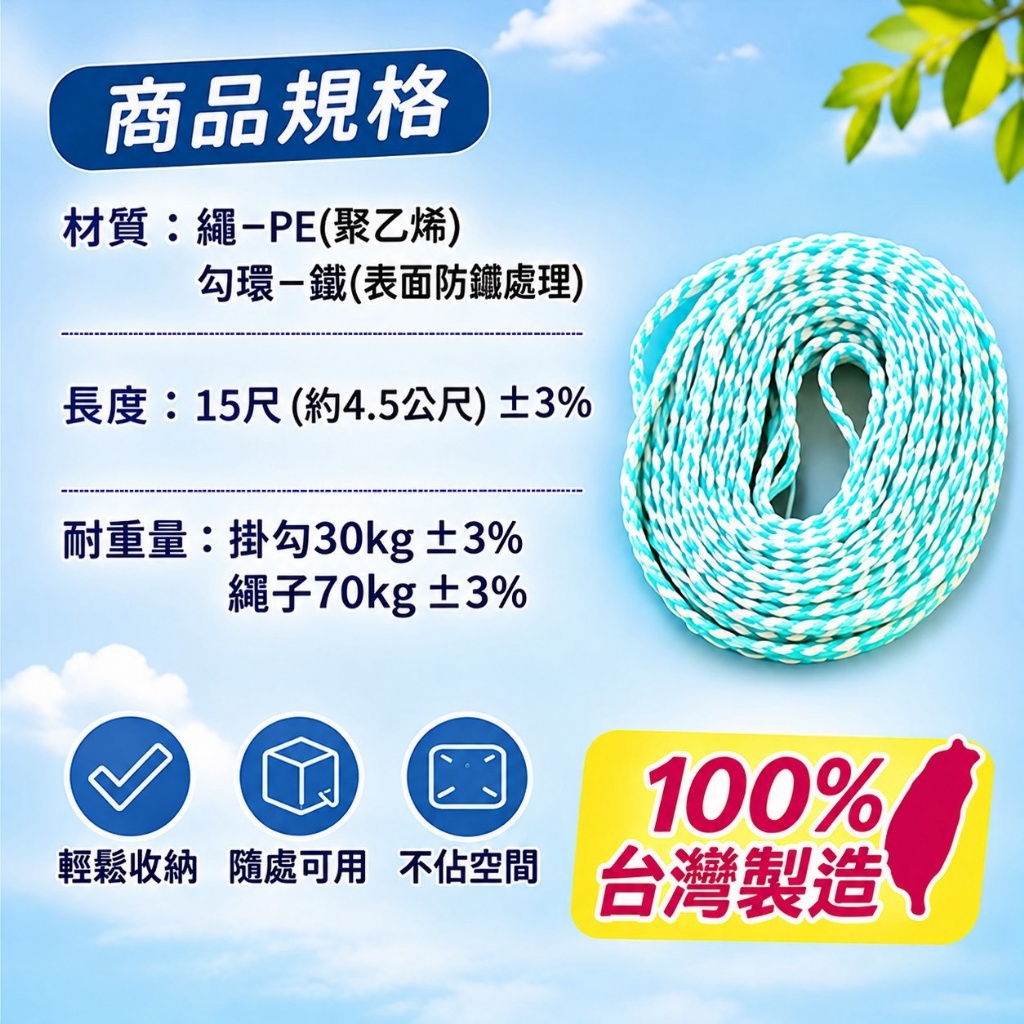 商品規格
材質：繩－PE(聚乙烯)
勾環－鐵(表面防鐵處理)
長度：15尺(約4.5公尺)±3%
耐重量：掛勾30kg±3%
繩子70kg±3%
輕鬆收納
隨處可用
不佔空間
100%
台灣製造